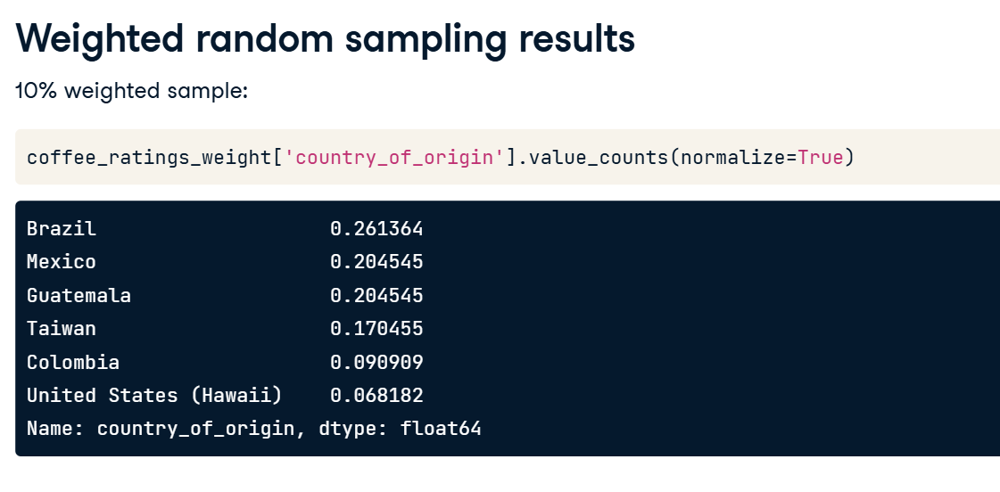 Weighted random sampling results
10% weighted sample:
coffee_ratings_weight['country_of_origin'].value_counts(normalize=True)
Brazil                    0.261364
Mexico                    0.204545
Guatemala                 0.204545
Taiwan                    0.170455
Colombia                  0.090909
United States (Hawaii)    0.068182
Name: country_of_origin, dtype: float64